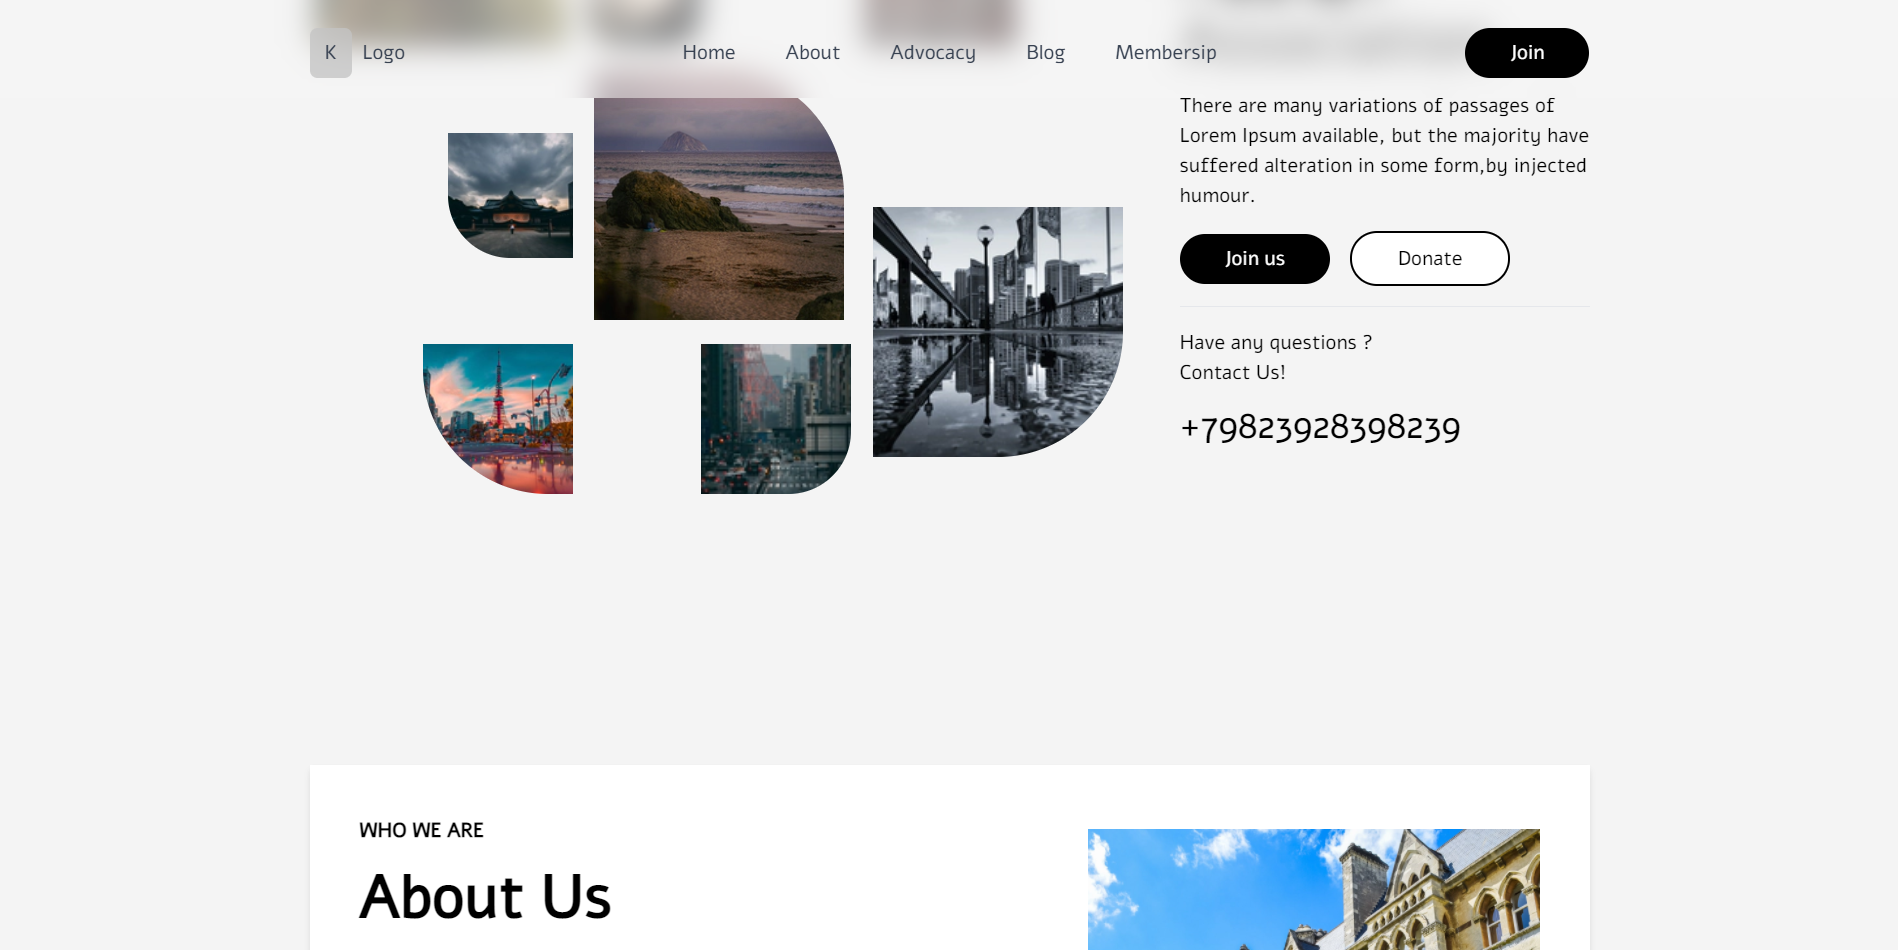 K Logo Home About Advocacy Blog Membersip Join
There are many variations of passages of
Lorem Ipsum available, but the majority have
suffered alteration in some form,by injected
humour.
Join us Donate
Have any questions ?
Contact Us!
+79823928398239
WHO WE ARE
About Us